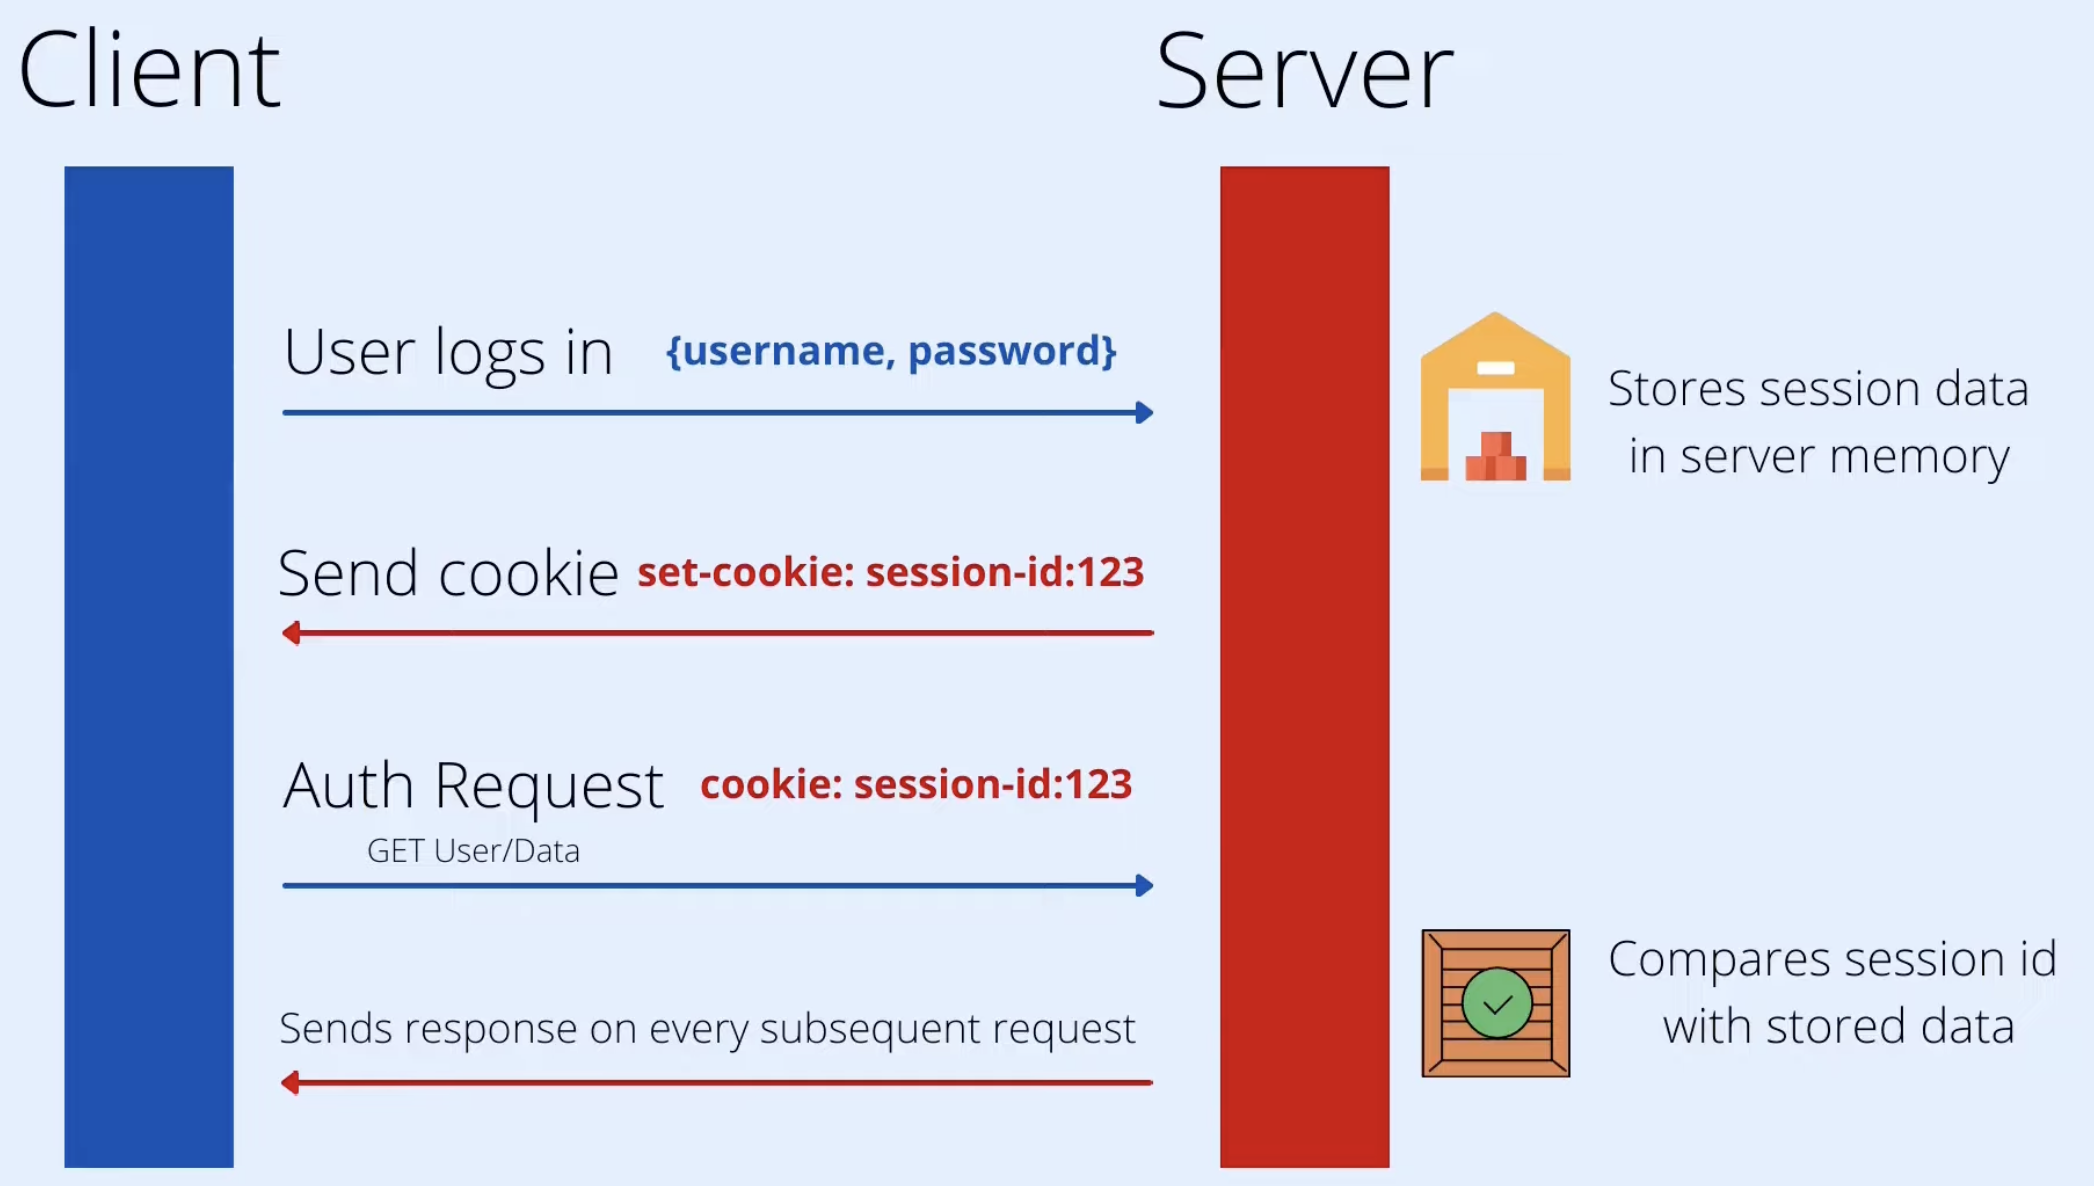 Client
Server
User logs in {username, password}
Stores session data
in server memory
Send cookie set-cookie: session-id:123
Auth Request cookie: session-id:123
GET User/Data
Compares session id
with stored data
Sends response on every subsequent request